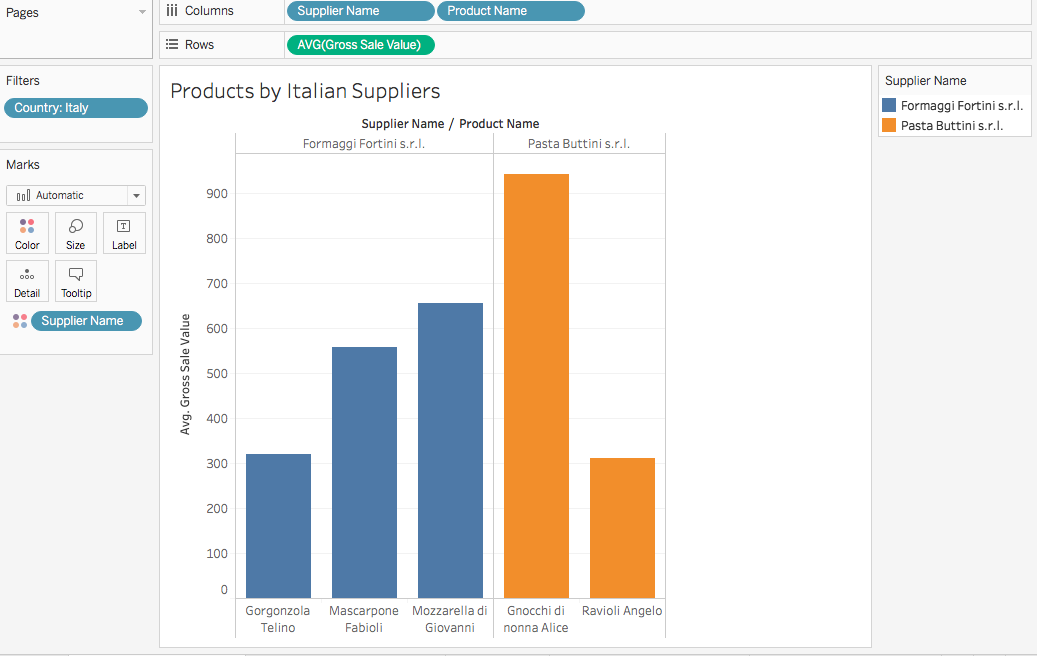 Pages
Columns
Supplier Name
Product Name
Rows
AVG(Gross Sale Value)
Filters
Country: Italy
Marks
Automatic
Color
Size
Label
Detail
Tooltip
Supplier Name
Products by Italian Suppliers
Supplier Name / Product Name
Formaggi Fortini s.r.l.
Pasta Buttini s.r.l.
Avg. Gross Sale Value
900
800
700
600
500
400
300
200
100
0
Gorgonzola
Telino
Mascarpone
Fabioli
Mozzarella di
Giovanni
Gnocchi di
nonna Alice
Ravioli Angelo
Supplier Name
Formaggi Fortini s.r.l.
Pasta Buttini s.r.l.